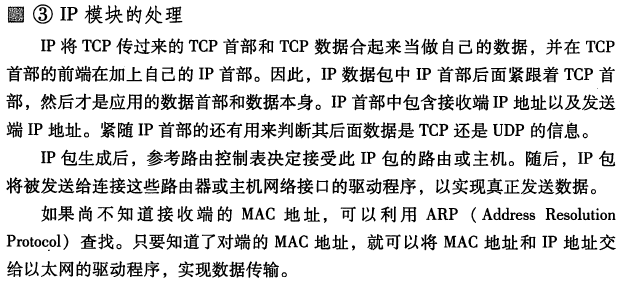 ③ IP 模块的处理
IP 将 TCP 传过来的 TCP 首部和 TCP 数据合起来当做自己的数据，并在 TCP
首部的前端在加上自己的 IP 首部。因此，IP 数据包中 IP 首部后面紧跟着 TCP 首
部，然后才是应用的数据首部和数据本身。IP 首部中包含接收端 IP 地址以及发送
端 IP 地址。紧随 IP 首部的还有用来判断其后面数据是 TCP 还是 UDP 的信息。
IP 包生成后，参考路由控制表决定接受此 IP 包的路由或主机。随后，IP 包
将被发送给连接这些路由器或主机网络接口的驱动程序，以实现真正发送数据。
如果尚不知道接收端的 MAC 地址，可以利用 ARP（Address Resolution
Protocol）查找。只要知道了对端的 MAC 地址，就可以将 MAC 地址和 IP 地址交
给以太网的驱动程序，实现数据传输。